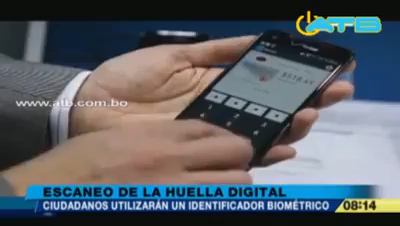 ATB
www.atb.com.bo
ESCANEO DE LA HUELLA DIGITAL
CIUDADANOS UTILIZARÁN UN IDENTIFICADOR BIOMÉTRICO
08:14